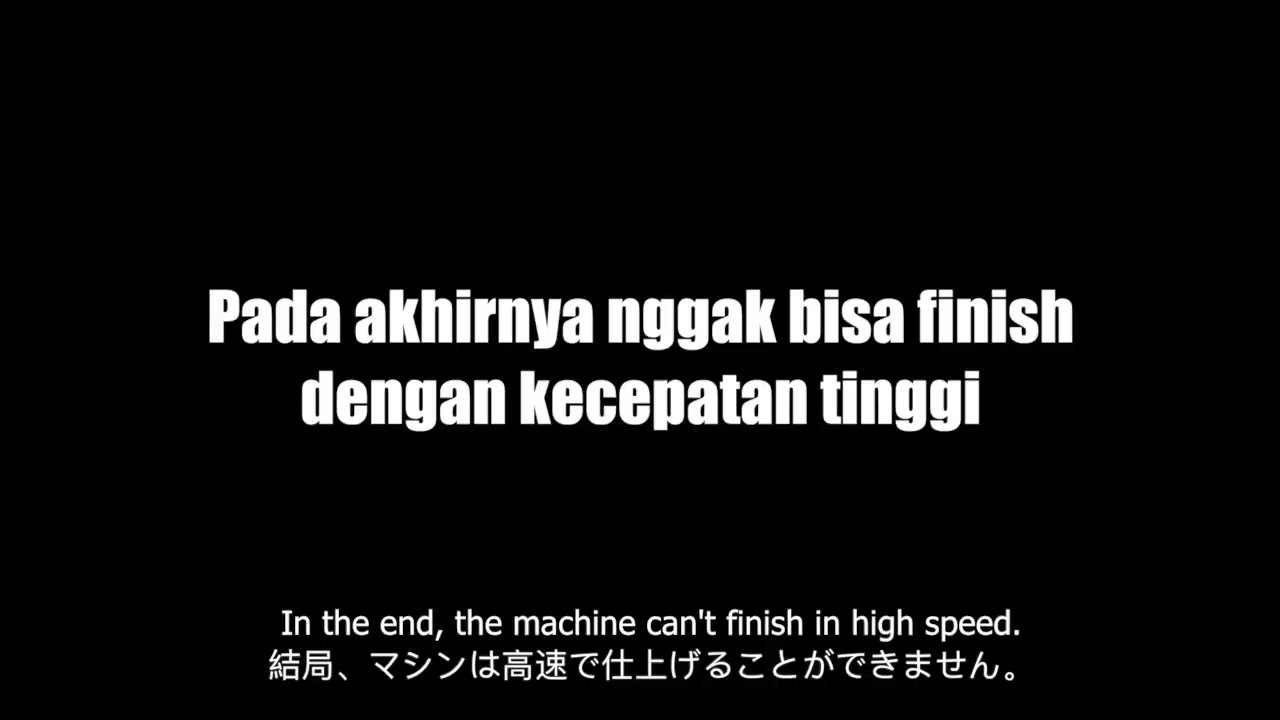 Pada akhirnya nggak bisa finish
dengan kecepatan tinggi
In the end, the machine can't finish in high speed.
結局、マシンは高速で仕上げることができません。